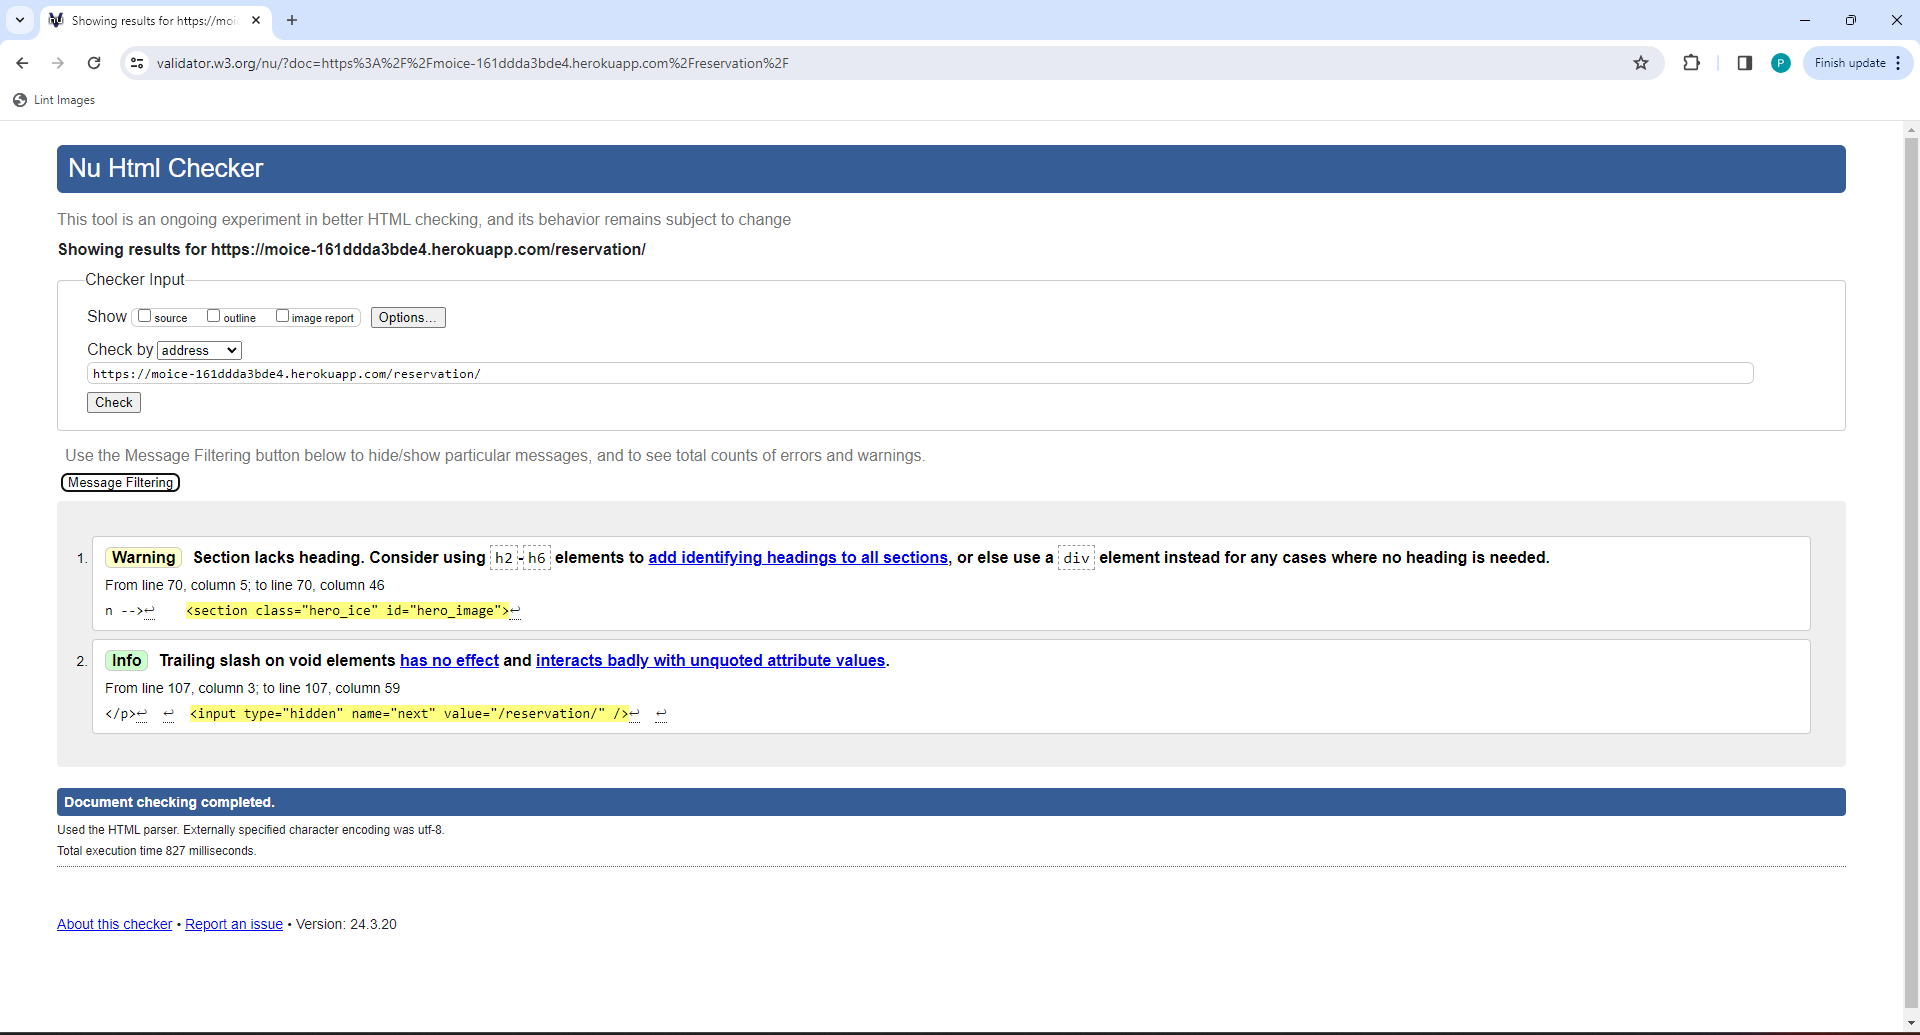 Showing results for https://moi
validator.w3.org/nu/?doc=https%3A%2F%2Fmoice-161ddda3bde4.herokuapp.com%2Freservation%2F
P
Finish update
Lint Images
Nu Html Checker
This tool is an ongoing experiment in better HTML checking, and its behavior remains subject to change
Showing results for https://moice-161ddda3bde4.herokuapp.com/reservation/
Checker Input
Show source outline image report Options...
Check by address
https://moice-161ddda3bde4.herokuapp.com/reservation/
Check
Use the Message Filtering button below to hide/show particular messages, and to see total counts of errors and warnings.
Message Filtering
1. Warning Section lacks heading. Consider using h2-h6 elements to add identifying headings to all sections, or else use a div element instead for any cases where no heading is needed.
From line 70, column 5; to line 70, column 46
n -->↩ <section class="hero_ice" id="hero_image">↩
2. Info Trailing slash on void elements has no effect and interacts badly with unquoted attribute values.
From line 107, column 3; to line 107, column 59
</p>↩ ↩ <input type="hidden" name="next" value="/reservation/" />↩ ↩
Document checking completed.
Used the HTML parser. Externally specified character encoding was utf-8.
Total execution time 827 milliseconds.
About this checker • Report an issue • Version: 24.3.20